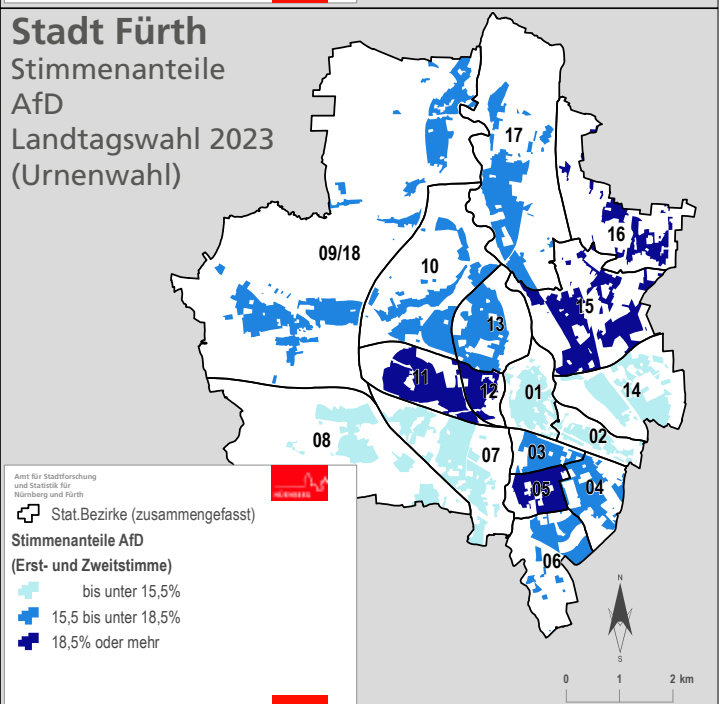 Stadt Fürth
Stimmenanteile
AfD
Landtagswahl 2023
(Urnenwahl)
17
16
09/18
10
15
13
11
12
01
14
08
07
02
03
05
04
06
Amt für Stadtforschung
und Statistik für
Nürnberg und Fürth
NÜRNBERG
Stat.Bezirke (zusammengefasst)
Stimmenanteile AfD
(Erst- und Zweitstimme)
bis unter 15,5%
15,5 bis unter 18,5%
18,5% oder mehr
N
S
0 1 2 km